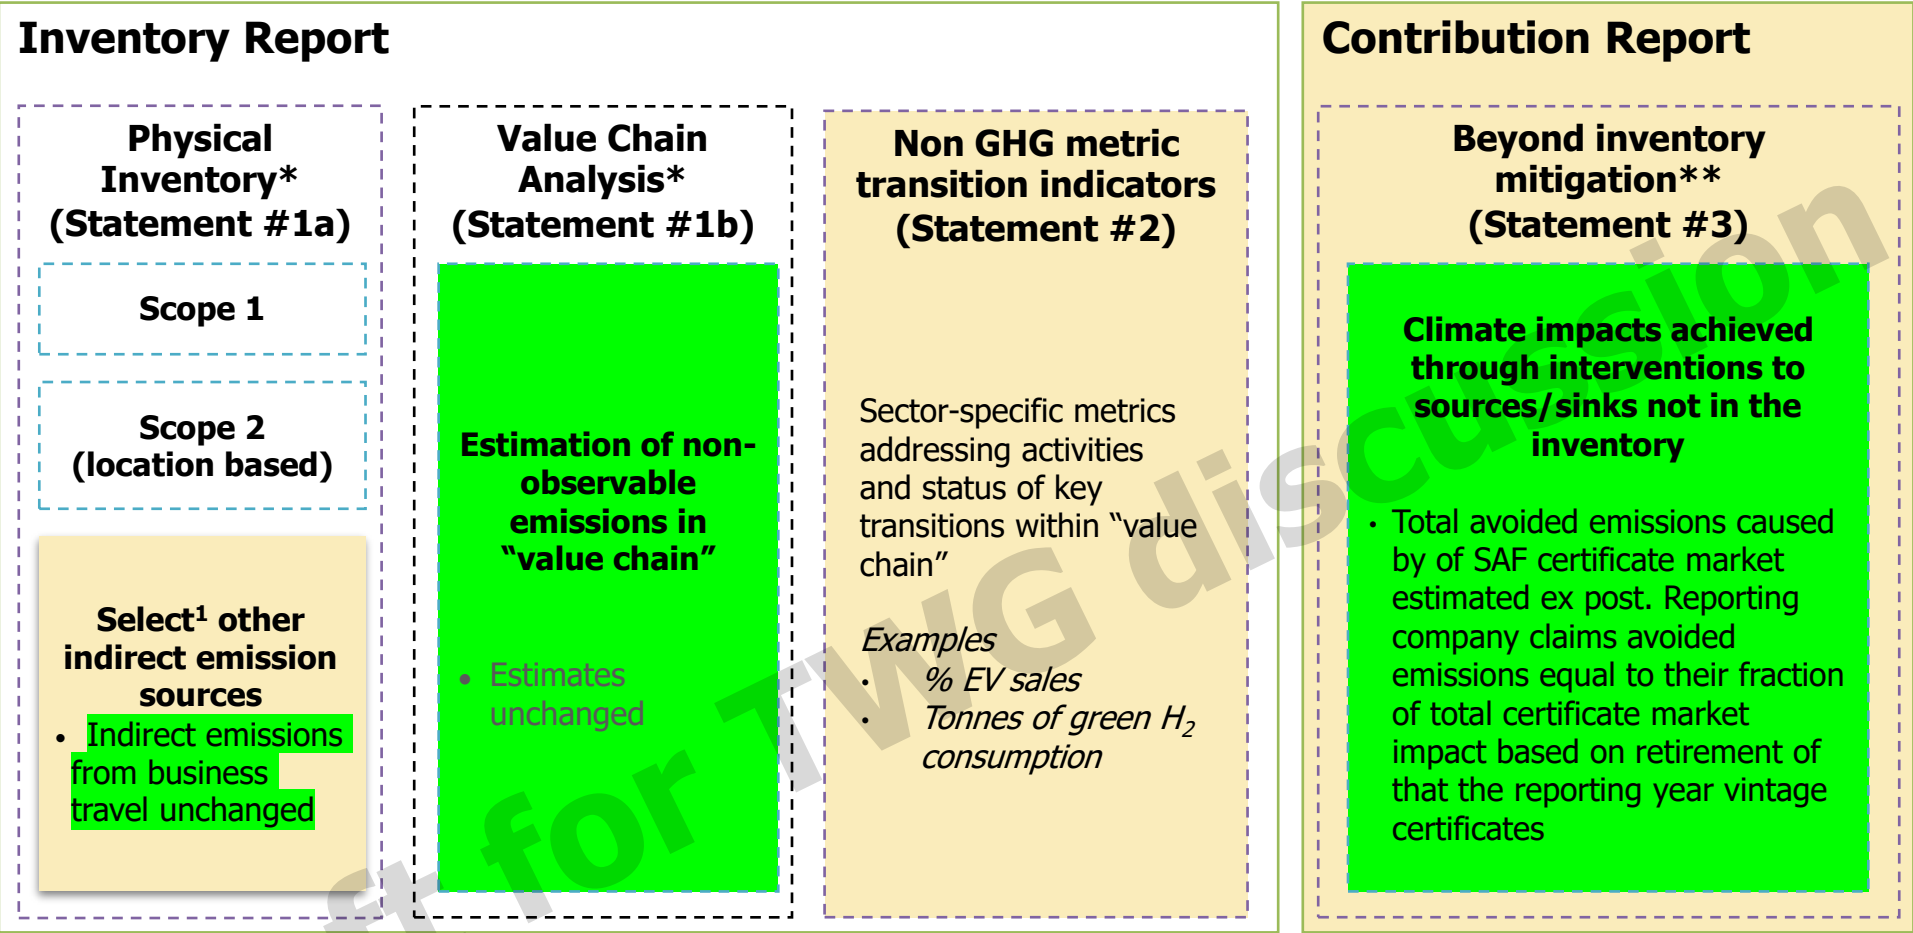 Inventory Report
Physical
Inventory*
(Statement #1a)
Scope 1
Scope 2
(location based)
Select¹ other
indirect emission
sources
• Indirect emissions
from business
travel unchanged
Value Chain
Analysis*
(Statement #1b)
Estimation of non-
observable
emissions in
“value chain”
• Estimates
unchanged
Non GHG metric
transition indicators
(Statement #2)
Sector-specific metrics
addressing activities
and status of key
transitions within “value
chain”
Examples
• % EV sales
• Tonnes of green H₂
consumption
Contribution Report
Beyond inventory
mitigation**
(Statement #3)
Climate impacts achieved
through interventions to
sources/sinks not in the
inventory
• Total avoided emissions caused
by of SAF certificate market
estimated ex post. Reporting
company claims avoided
emissions equal to their fraction
of total certificate market
impact based on retirement of
that the reporting year vintage
certificates
ft for TWG discussion